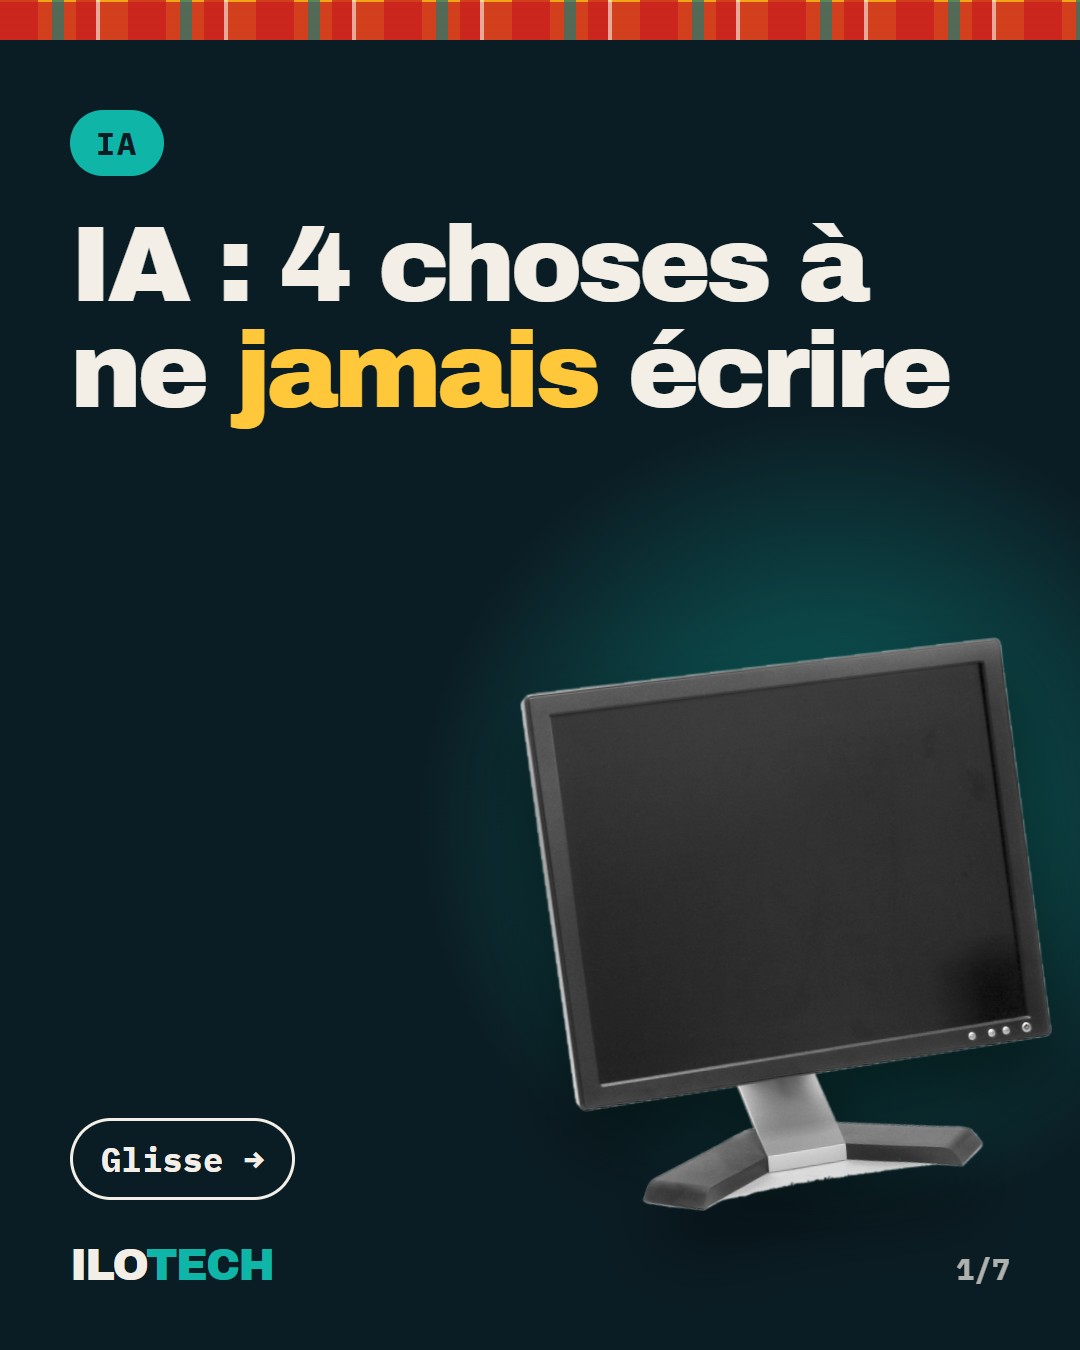 IA
IA : 4 choses à
ne jamais écrire
Glisse →
ILOTECH
1/7